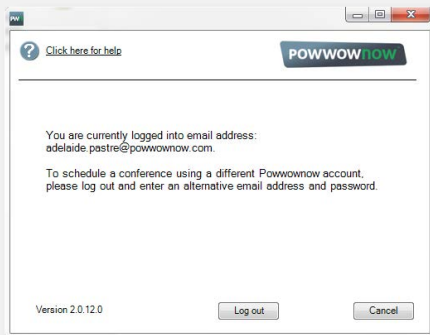 PW
Click here for help
POWWOWnow
You are currently logged into email address:
adelaide.pastre@powwownow.com.
To schedule a conference using a different Powwownow account,
please log out and enter an alternative email address and password.
Version 2.0.12.0
Log out
Cancel